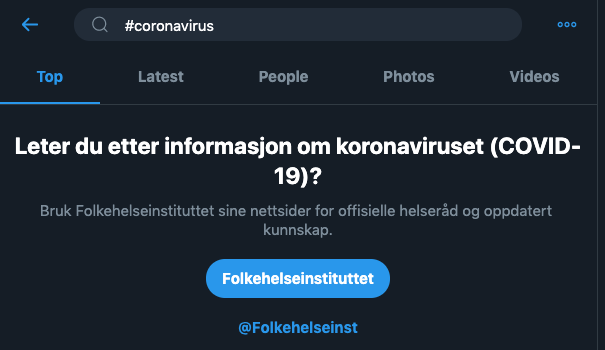 #coronavirus
Top Latest People Photos Videos
Leter du etter informasjon om koronaviruset (COVID-
19)?
Bruk Folkehelseinstituttet sine nettsider for offisielle helseråd og oppdatert
kunnskap.
Folkehelseinstituttet
@Folkehelseinst